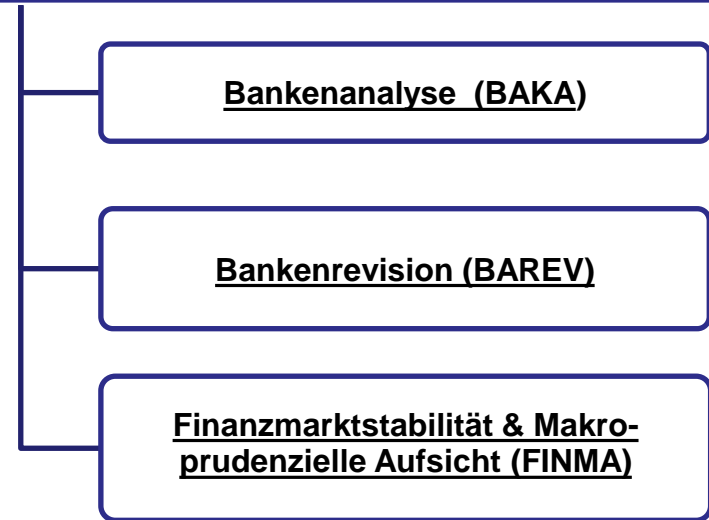 Bankenanalyse (BAKA)
Bankenrevision (BAREV)
Finanzmarktstabilität & Makro-
prudenzielle Aufsicht (FINMA)